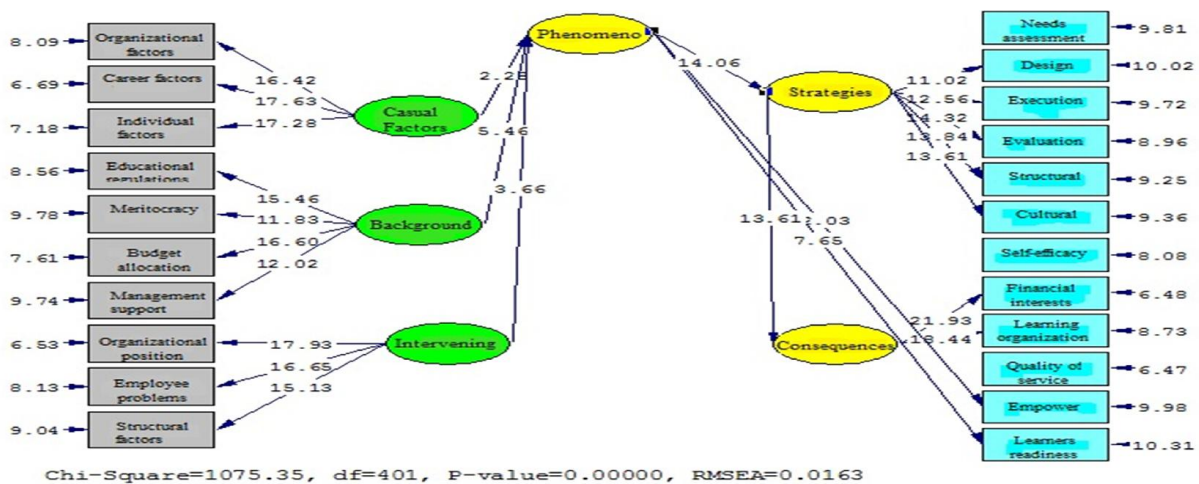 8.09
Organizational
factors
6.69
Career factors
7.18
Individual
factors
8.56
Educational
regulations
9.78
Meritocracy
7.61
Budget
allocation
9.74
Management
support
6.53
Organizational
position
8.13
Employee
problems
9.04
Structural
factors
16.42
17.63
17.28
15.46
11.83
16.60
12.02
17.93
16.65
15.13
Casual
Factors
Background
Intervening
2.28
5.46
3.66
Phenomeno
14.06
Strategies
13.61
2.03
7.65
Consequences
11.02
12.56
14.32
13.84
13.61
21.93
18.44
Needs
assessment
9.81
Design
10.02
Execution
9.72
Evaluation
8.96
Structural
9.25
Cultural
9.36
Self-efficacy
8.08
Financial
interests
6.48
Learning
organization
8.73
Quality of
service
6.47
Empower
9.98
Learners
readiness
10.31
Chi-Square=1075.35, df=401, P-value=0.00000, RMSEA=0.0163